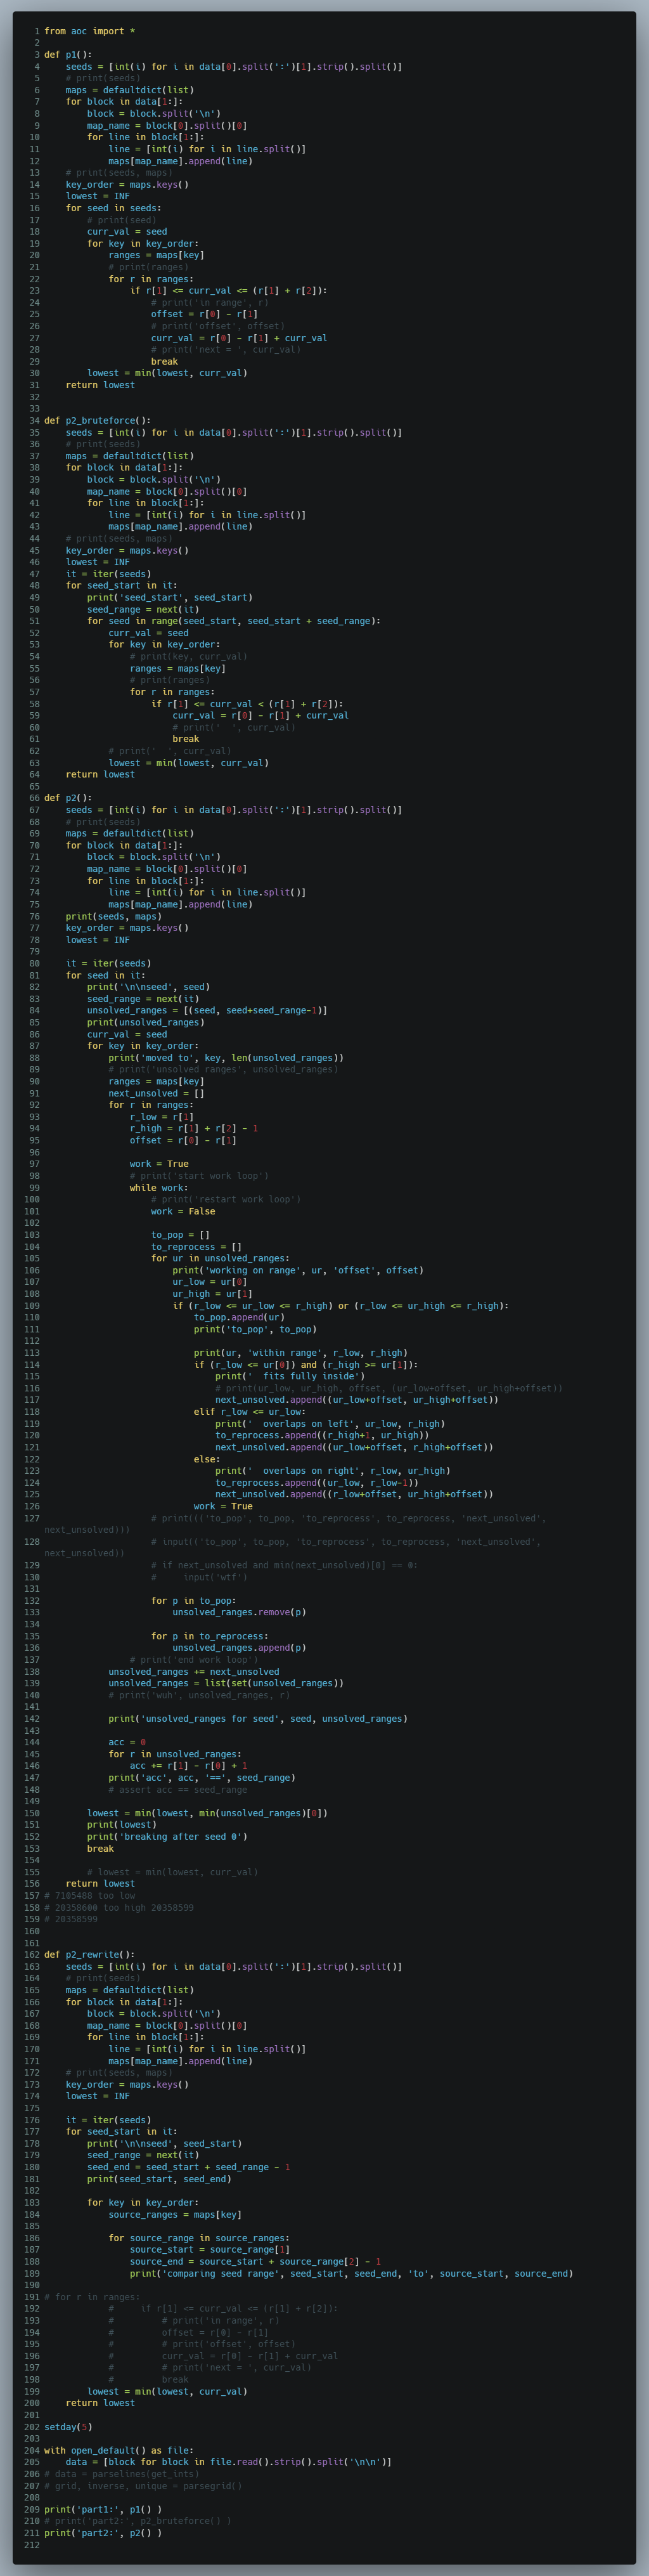 1 from aoc import *
2
3 def p1():
4     seeds = [int(i) for i in data[0].split(':')[1].strip().split()]
5     # print(seeds)
6     maps = defaultdict(list)
7     for block in data[1:]:
8         block = block.split('\n')
9         map_name = block[0].split()[0]
10         for line in block[1:]:
11             line = [int(i) for i in line.split()]
12             maps[map_name].append(line)
13     # print(seeds, maps)
14     key_order = maps.keys()
15     lowest = INF
16     for seed in seeds:
17         # print(seed)
18         curr_val = seed
19         for key in key_order:
20             ranges = maps[key]
21             # print(ranges)
22             for r in ranges:
23                 if r[1] <= curr_val <= (r[1] + r[2]):
24                     # print('in range', r)
25                     offset = r[0] - r[1]
26                     # print('offset', offset)
27                     curr_val = r[0] - r[1] + curr_val
28                     # print('next = ', curr_val)
29                     break
30         lowest = min(lowest, curr_val)
31     return lowest
32
33
34 def p2_bruteforce():
35     seeds = [int(i) for i in data[0].split(':')[1].strip().split()]
36     # print(seeds)
37     maps = defaultdict(list)
38     for block in data[1:]:
39         block = block.split('\n')
40         map_name = block[0].split()[0]
41         for line in block[1:]:
42             line = [int(i) for i in line.split()]
43             maps[map_name].append(line)
44     # print(seeds, maps)
45     key_order = maps.keys()
46     lowest = INF
47     it = iter(seeds)
48     for seed_start in it:
49         print('seed_start', seed_start)
50         seed_range = next(it)
51         for seed in range(seed_start, seed_start + seed_range):
52             curr_val = seed
53             for key in key_order:
54                 # print(key, curr_val)
55                 ranges = maps[key]
56                 # print(ranges)
57                 for r in ranges:
58                     if r[1] <= curr_val < (r[1] + r[2]):
59                         curr_val = r[0] - r[1] + curr_val
60                         # print('  ', curr_val)
61                         break
62             # print('  ', curr_val)
63             lowest = min(lowest, curr_val)
64     return lowest
65
66 def p2():
67     seeds = [int(i) for i in data[0].split(':')[1].strip().split()]
68     # print(seeds)
69     maps = defaultdict(list)
70     for block in data[1:]:
71         block = block.split('\n')
72         map_name = block[0].split()[0]
73         for line in block[1:]:
74             line = [int(i) for i in line.split()]
75             maps[map_name].append(line)
76     print(seeds, maps)
77     key_order = maps.keys()
78     lowest = INF
79
80     it = iter(seeds)
81     for seed in it:
82         print('\n\nseed', seed)
83         seed_range = next(it)
84         unsolved_ranges = [(seed, seed+seed_range-1)]
85         print(unsolved_ranges)
86         curr_val = seed
87         for key in key_order:
88             print('moved to', key, len(unsolved_ranges))
89             # print('unsolved ranges', unsolved_ranges)
90             ranges = maps[key]
91             next_unsolved = []
92             for r in ranges:
93                 r_low = r[1]
94                 r_high = r[1] + r[2] - 1
95                 offset = r[0] - r[1]
96
97                 work = True
98                 # print('start work loop')
99                 while work:
100                     # print('restart work loop')
101                     work = False
102
103                     to_pop = []
104                     to_reprocess = []
105                     for ur in unsolved_ranges:
106                         print('working on range', ur, 'offset', offset)
107                         ur_low = ur[0]
108                         ur_high = ur[1]
109                         if (r_low <= ur_low <= r_high) or (r_low <= ur_high <= r_high):
110                             to_pop.append(ur)
111                             print('to_pop', to_pop)
112
113                             print(ur, 'within range', r_low, r_high)
114                             if (r_low <= ur[0]) and (r_high >= ur[1]):
115                                 print('  fits fully inside')
116                                 # print(ur_low, ur_high, offset, (ur_low+offset, ur_high+offset))
117                                 next_unsolved.append((ur_low+offset, ur_high+offset))
118                             elif r_low <= ur_low:
119                                 print('  overlaps on left', ur_low, r_high)
120                                 to_reprocess.append((r_high+1, ur_high))
121                                 next_unsolved.append((ur_low+offset, r_high+offset))
122                             else:
123                                 print('  overlaps on right', r_low, ur_high)
124                                 to_reprocess.append((ur_low, r_low-1))
125                                 next_unsolved.append((r_low+offset, ur_high+offset))
126                             work = True
127                     # print((('to_pop', to_pop, 'to_reprocess', to_reprocess, 'next_unsolved',
next_unsolved)))
128                     # input(('to_pop', to_pop, 'to_reprocess', to_reprocess, 'next_unsolved',
next_unsolved))
129                     # if next_unsolved and min(next_unsolved)[0] == 0:
130                     #     input('wtf')
131
132                     for p in to_pop:
133                         unsolved_ranges.remove(p)
134
135                     for p in to_reprocess:
136                         unsolved_ranges.append(p)
137                 # print('end work loop')
138             unsolved_ranges += next_unsolved
139             unsolved_ranges = list(set(unsolved_ranges))
140             # print('wuh', unsolved_ranges, r)
141
142             print('unsolved_ranges for seed', seed, unsolved_ranges)
143
144             acc = 0
145             for r in unsolved_ranges:
146                 acc += r[1] - r[0] + 1
147             print('acc', acc, '==', seed_range)
148             # assert acc == seed_range
149
150         lowest = min(lowest, min(unsolved_ranges)[0])
151         print(lowest)
152         print('breaking after seed 0')
153         break
154
155         # lowest = min(lowest, curr_val)
156     return lowest
157 # 7105488 too low
158 # 20358600 too high 20358599
159 # 20358599
160
161
162 def p2_rewrite():
163     seeds = [int(i) for i in data[0].split(':')[1].strip().split()]
164     # print(seeds)
165     maps = defaultdict(list)
166     for block in data[1:]:
167         block = block.split('\n')
168         map_name = block[0].split()[0]
169         for line in block[1:]:
170             line = [int(i) for i in line.split()]
171             maps[map_name].append(line)
172     # print(seeds, maps)
173     key_order = maps.keys()
174     lowest = INF
175
176     it = iter(seeds)
177     for seed_start in it:
178         print('\n\nseed', seed_start)
179         seed_range = next(it)
180         seed_end = seed_start + seed_range - 1
181         print(seed_start, seed_end)
182
183         for key in key_order:
184             source_ranges = maps[key]
185
186             for source_range in source_ranges:
187                 source_start = source_range[1]
188                 source_end = source_start + source_range[2] - 1
189                 print('comparing seed range', seed_start, seed_end, 'to', source_start, source_end)
190
191 # for r in ranges:
192             #     if r[1] <= curr_val <= (r[1] + r[2]):
193             #         # print('in range', r)
194             #         offset = r[0] - r[1]
195             #         # print('offset', offset)
196             #         curr_val = r[0] - r[1] + curr_val
197             #         # print('next = ', curr_val)
198             #         break
199         lowest = min(lowest, curr_val)
200     return lowest
201
202 setday(5)
203
204 with open_default() as file:
205     data = [block for block in file.read().strip().split('\n\n')]
206 # data = parselines(get_ints)
207 # grid, inverse, unique = parsegrid()
208
209 print('part1:', p1() )
210 # print('part2:', p2_bruteforce() )
211 print('part2:', p2() )
212